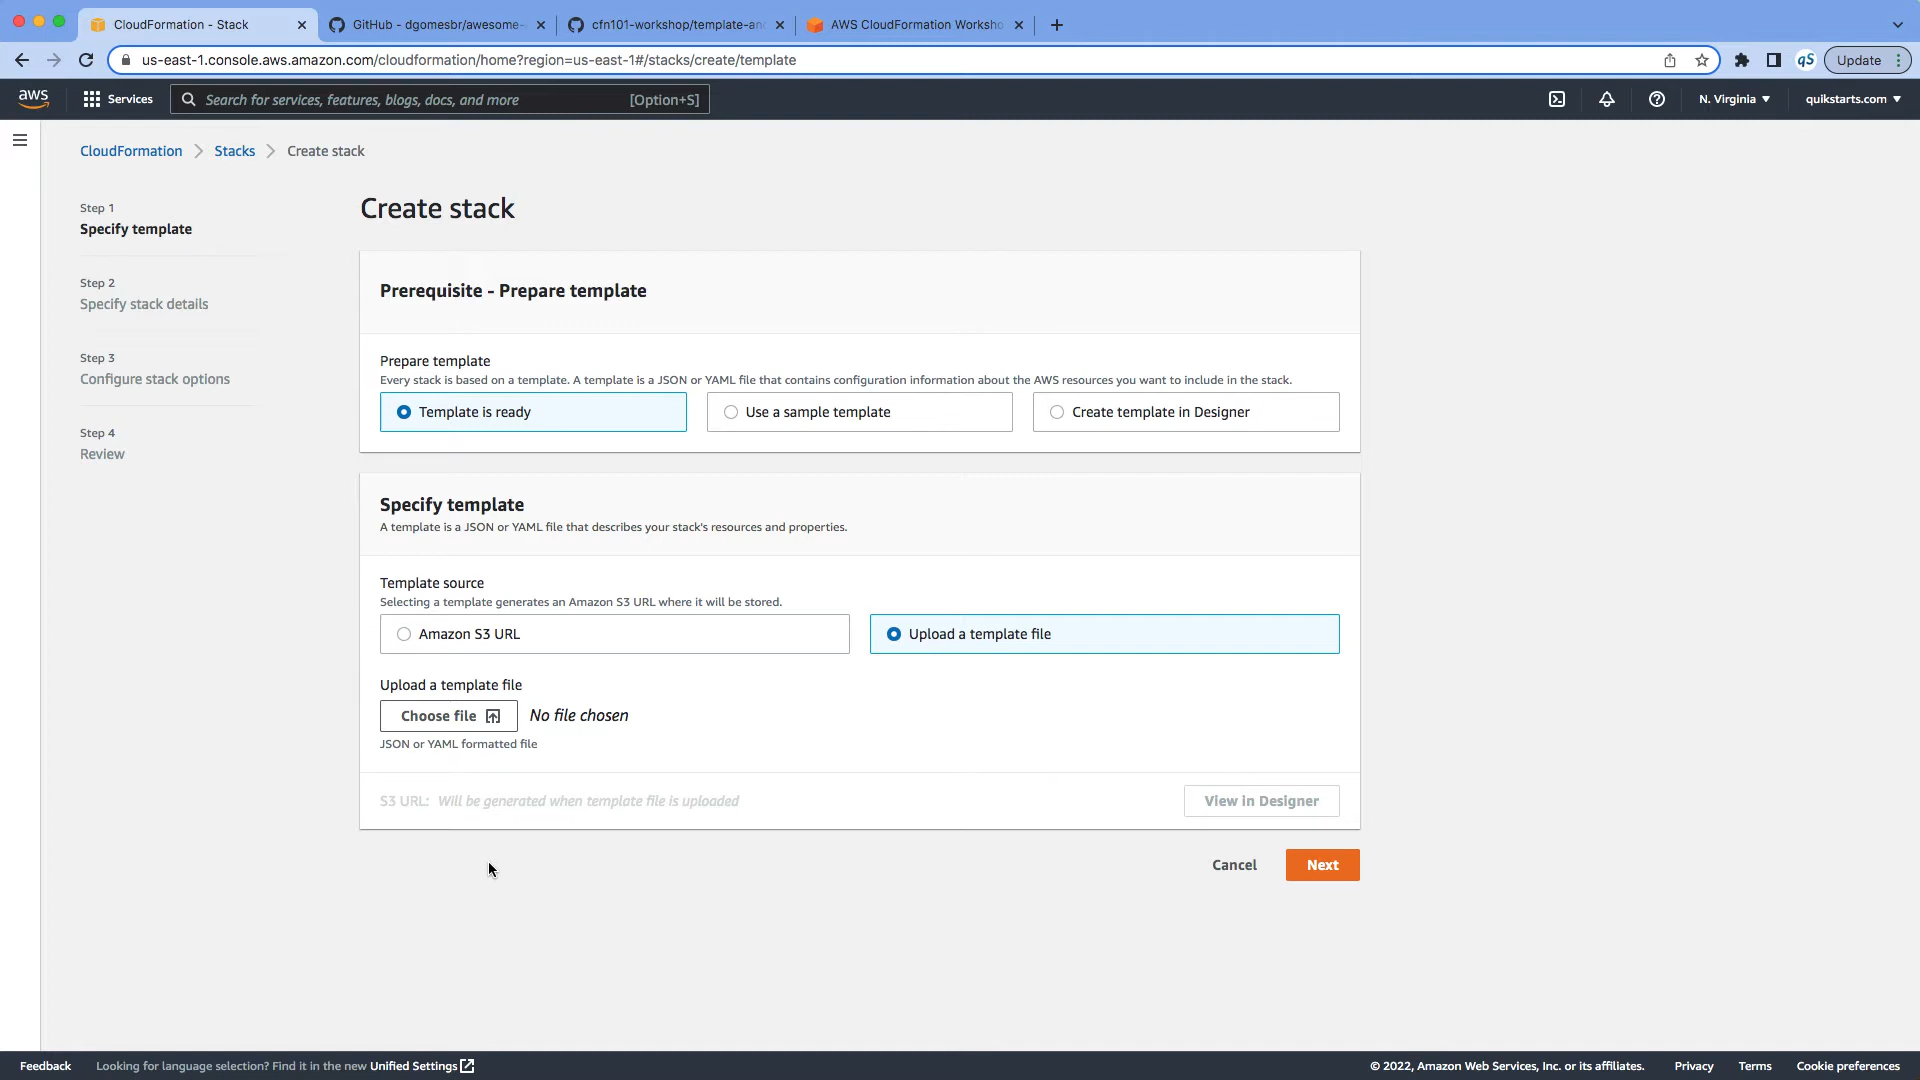 CloudFormation - Stack
GitHub - dgomesbr/awesome-
cfn101-workshop/template-and
AWS CloudFormation Worksho
us-east-1.console.aws.amazon.com/cloudformation/home?region=us-east-1#/stacks/create/template
qS
Update
aws
Services
Search for services, features, blogs, docs, and more
[Option+S]
N. Virginia
quikstarts.com
CloudFormation
Stacks
Create stack
Step 1
Specify template
Step 2
Specify stack details
Step 3
Configure stack options
Step 4
Review
Create stack
Prerequisite - Prepare template
Prepare template
Every stack is based on a template. A template is a JSON or YAML file that contains configuration information about the AWS resources you want to include in the stack.
Template is ready
Use a sample template
Create template in Designer
Specify template
A template is a JSON or YAML file that describes your stack's resources and properties.
Template source
Selecting a template generates an Amazon S3 URL where it will be stored.
Amazon S3 URL
Upload a template file
Upload a template file
Choose file
No file chosen
JSON or YAML formatted file
S3 URL: Will be generated when template file is uploaded
View in Designer
Cancel
Next
Feedback
Looking for language selection? Find it in the new Unified Settings
© 2022, Amazon Web Services, Inc. or its affiliates.
Privacy
Terms
Cookie preferences